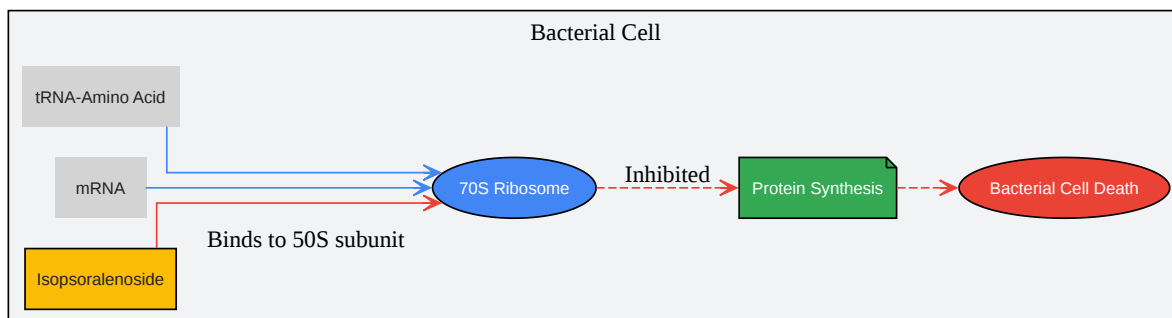 Bacterial Cell
tRNA-Amino Acid
mRNA
70S Ribosome
Inhibited
Protein Synthesis
Bacterial Cell Death
Binds to 50S subunit
Isopsoralenoside